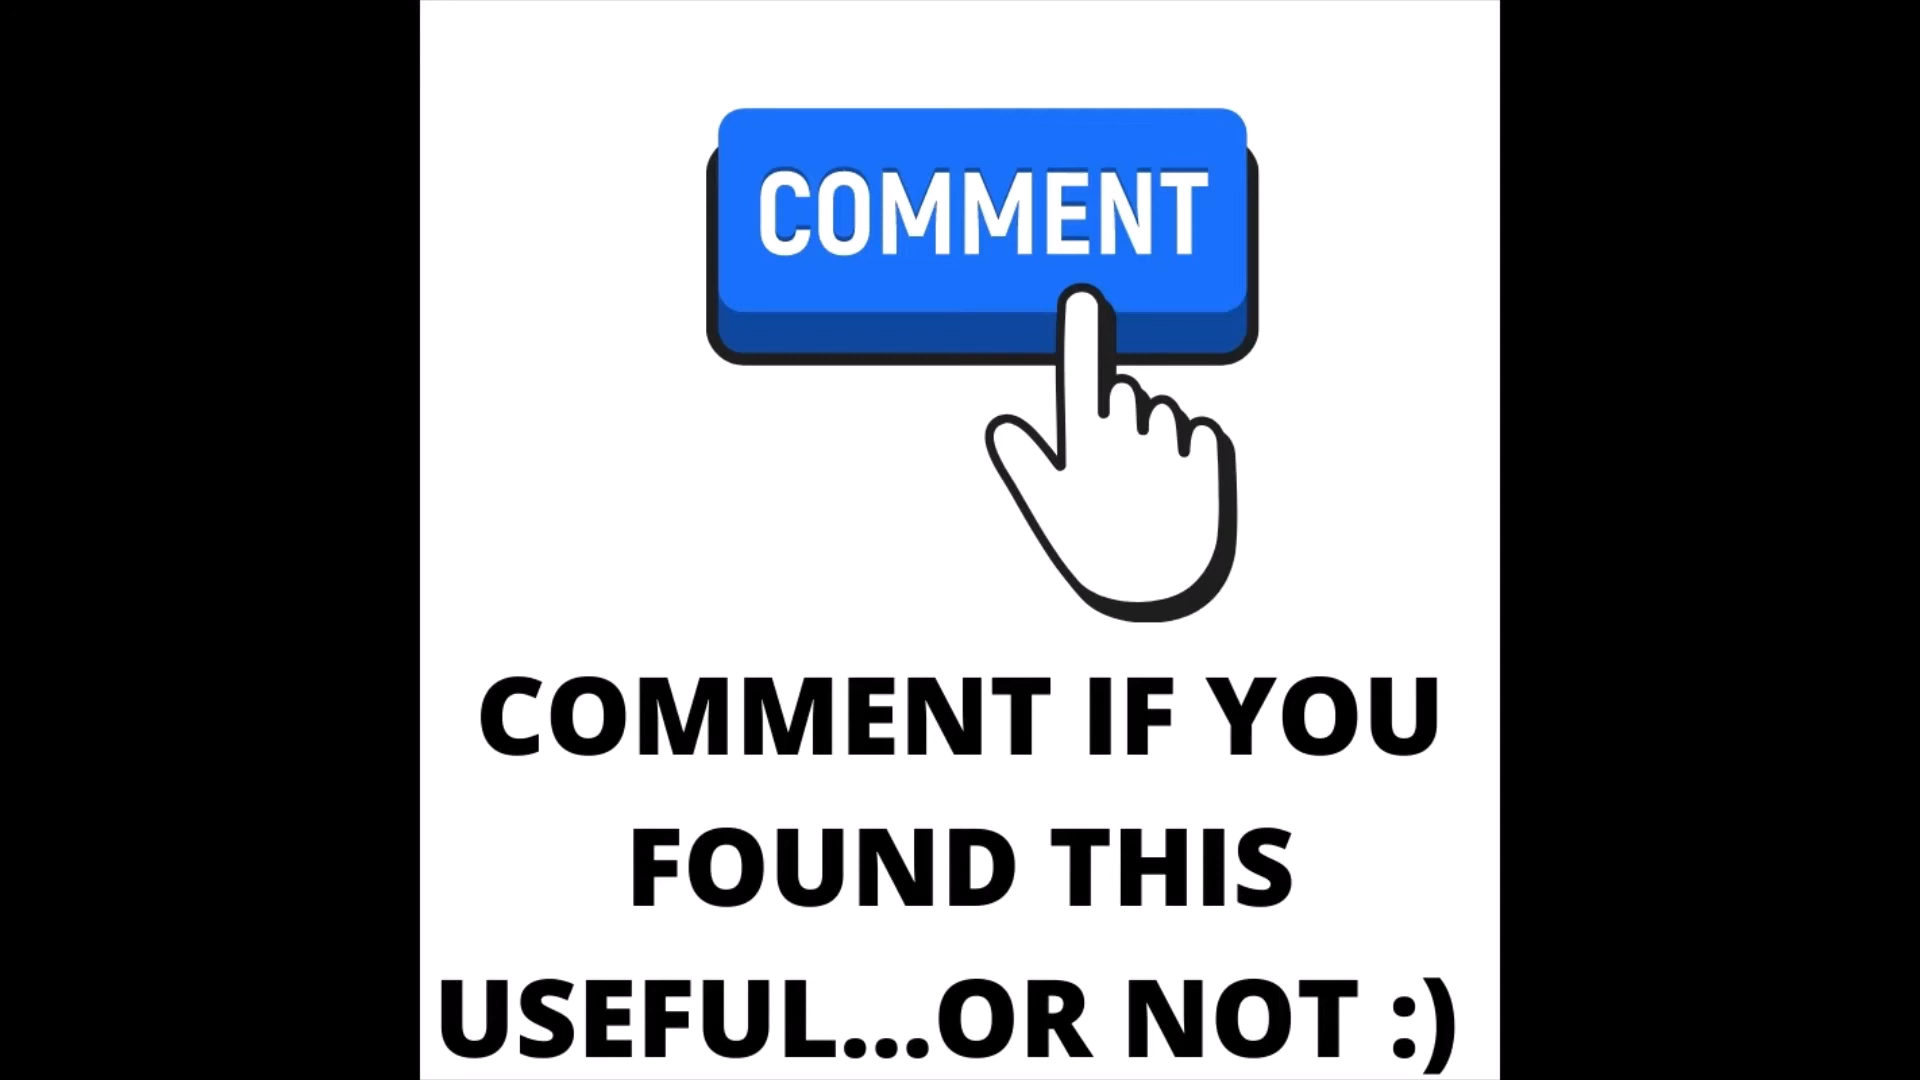 COMMENT
COMMENT IF YOU
FOUND THIS
USEFUL...OR NOT :)